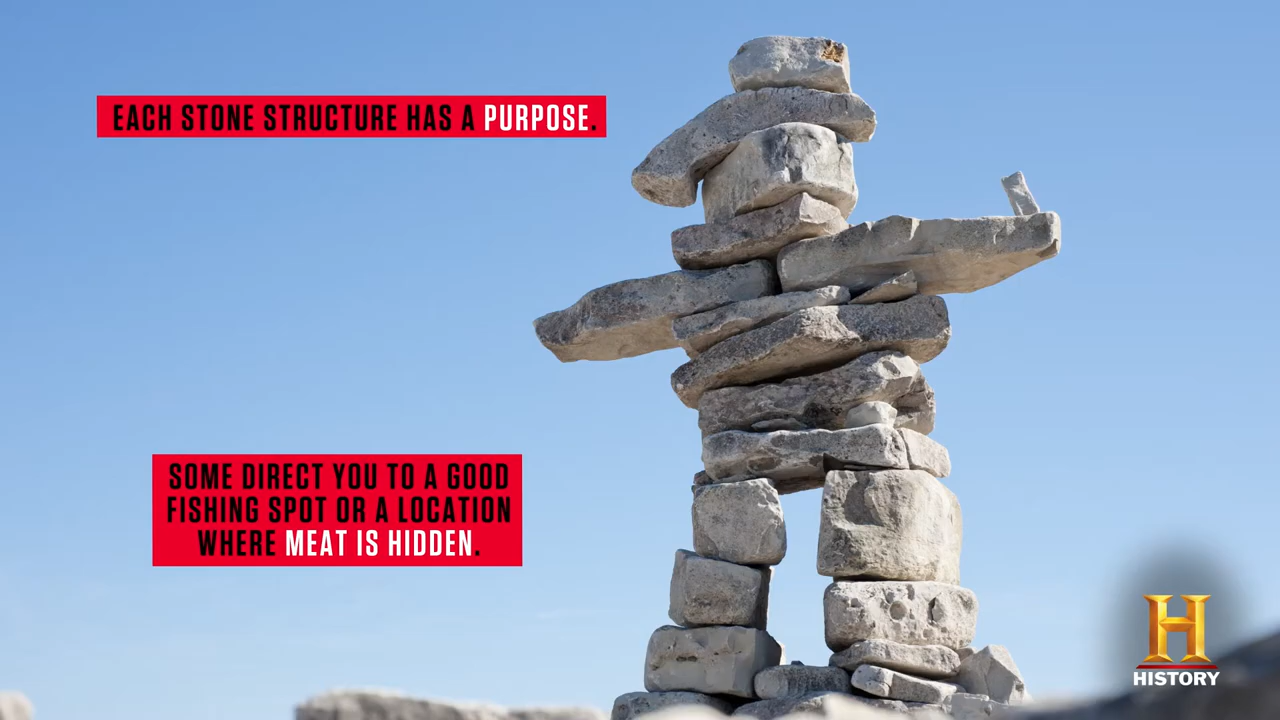 EACH STONE STRUCTURE HAS A PURPOSE.
SOME DIRECT YOU TO A GOOD
FISHING SPOT OR A LOCATION
WHERE MEAT IS HIDDEN.
H
HISTORY